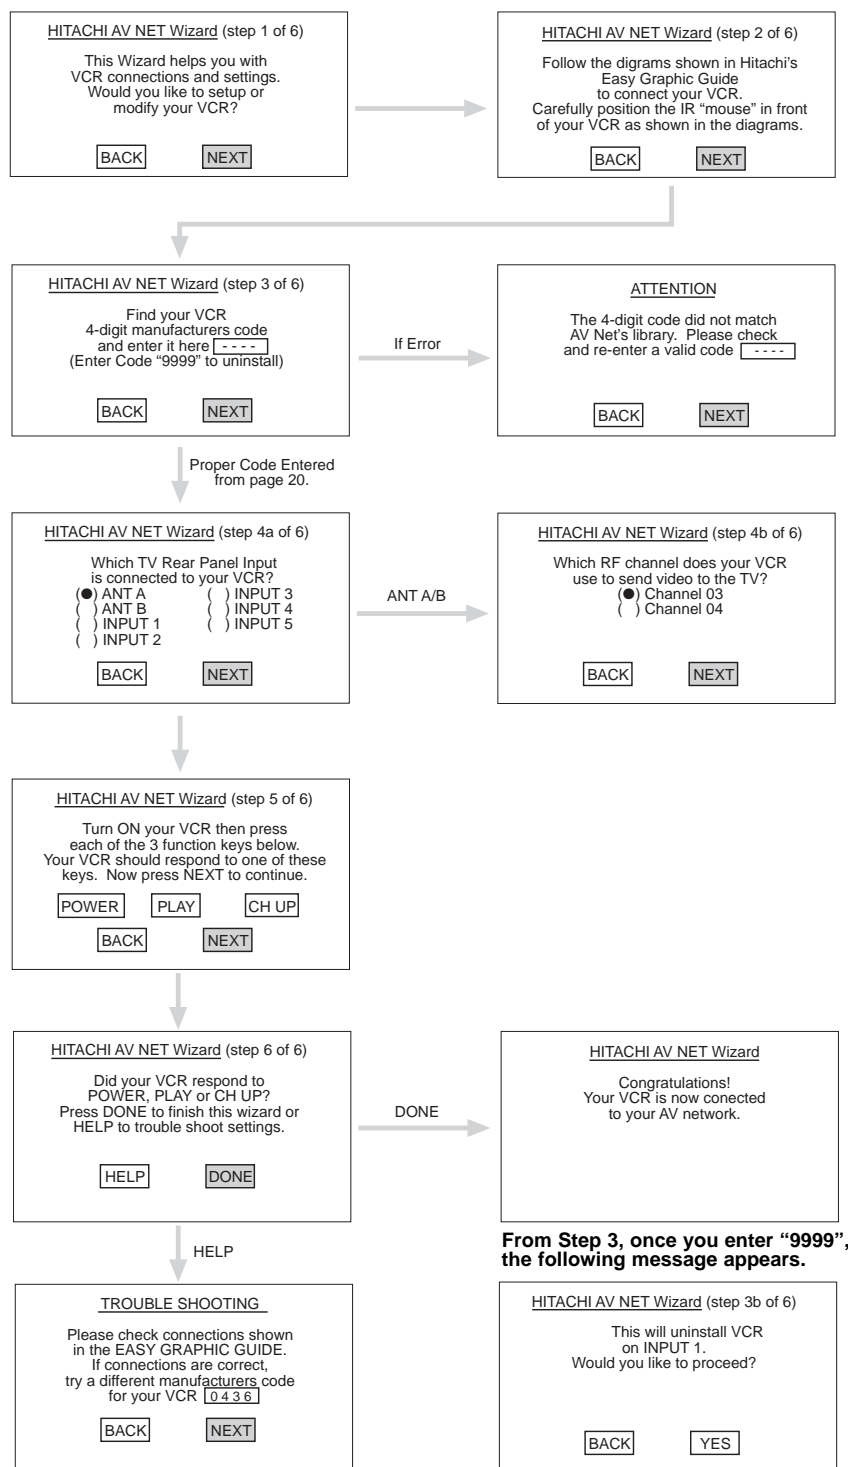 HITACHI AV NET Wizard (step 1 of 6)
This Wizard helps you with
VCR connections and settings.
Would you like to setup or
modify your VCR?
BACK NEXT
HITACHI AV NET Wizard (step 2 of 6)
Follow the digrams shown in Hitachi's
Easy Graphic Guide
to connect your VCR.
Carefully position the IR “mouse” in front
of your VCR as shown in the diagrams.
BACK NEXT
HITACHI AV NET Wizard (step 3 of 6)
Find your VCR
4-digit manufacturers code
and enter it here - - - -
(Enter Code “9999” to uninstall)
BACK NEXT
If Error
ATTENTION
The 4-digit code did not match
AV Net's library. Please check
and re-enter a valid code - - - -
BACK NEXT
Proper Code Entered
from page 20.
HITACHI AV NET Wizard (step 4a of 6)
Which TV Rear Panel Input
is connected to your VCR?
(●) ANT A ( ) INPUT 3
( ) ANT B ( ) INPUT 4
( ) INPUT 1 ( ) INPUT 5
( ) INPUT 2
BACK NEXT
ANT A/B
HITACHI AV NET Wizard (step 4b of 6)
Which RF channel does your VCR
use to send video to the TV?
(●) Channel 03
( ) Channel 04
BACK NEXT
HITACHI AV NET Wizard (step 5 of 6)
Turn ON your VCR then press
each of the 3 function keys below.
Your VCR should respond to one of these
keys. Now press NEXT to continue.
POWER PLAY CH UP
BACK NEXT
HITACHI AV NET Wizard (step 6 of 6)
Did your VCR respond to
POWER, PLAY or CH UP?
Press DONE to finish this wizard or
HELP to trouble shoot settings.
HELP DONE
DONE
HITACHI AV NET Wizard
Congratulations!
Your VCR is now conected
to your AV network.
HELP
TROUBLE SHOOTING
Please check connections shown
in the EASY GRAPHIC GUIDE.
If connections are correct,
try a different manufacturers code
for your VCR 0 4 3 6
BACK NEXT
From Step 3, once you enter “9999”,
the following message appears.
HITACHI AV NET Wizard (step 3b of 6)
This will uninstall VCR
on INPUT 1.
Would you like to proceed?
BACK YES